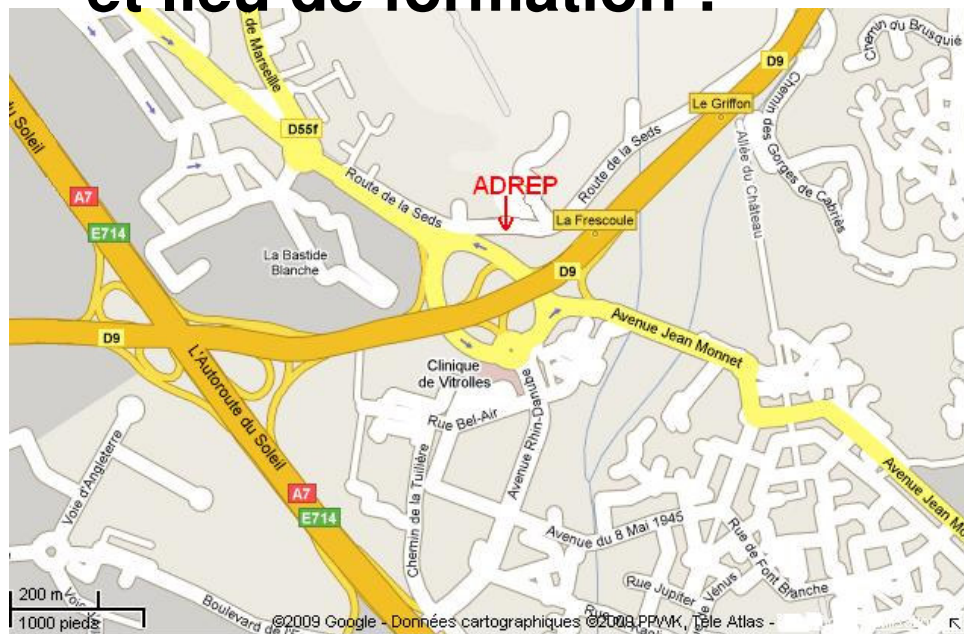 et lieu de formation :
de Marseille
Chemin du Brusquié
D9
Le Griffon
Chemin des Gorges de Cabriès
Allée du Château
D55f
Route de la Seds
Route de la Seds
ADREP
La Frescoule
du Soleil
A7
E714
La Bastide
Blanche
D9
D9
Avenue Jean Monnet
L'Autoroute du Soleil
Clinique
de Vitrolles
Rue Bel-Air
Avenue Rhin-Danube
Chemin de la Tuilière
Voie d'Angleterre
A7
E714
Avenue du 8 Mai 1945
Avenue Jean Mo
Rue de Font Blanche
Rue Jupiter
de Vénus
200 m
1000 pieds
Boulevard de l'E
©2009 Google - Données cartographiques ©2009 PPWK, Tele Atlas -